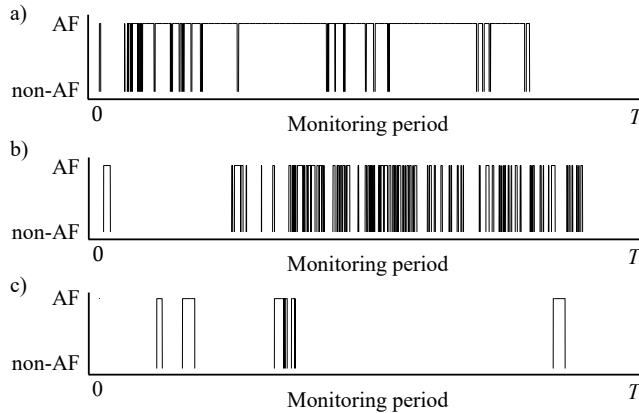 a)
AF
non-AF
0
Monitoring period
T
b)
AF
non-AF
0
Monitoring period
T
c)
AF
non-AF
0
Monitoring period
T